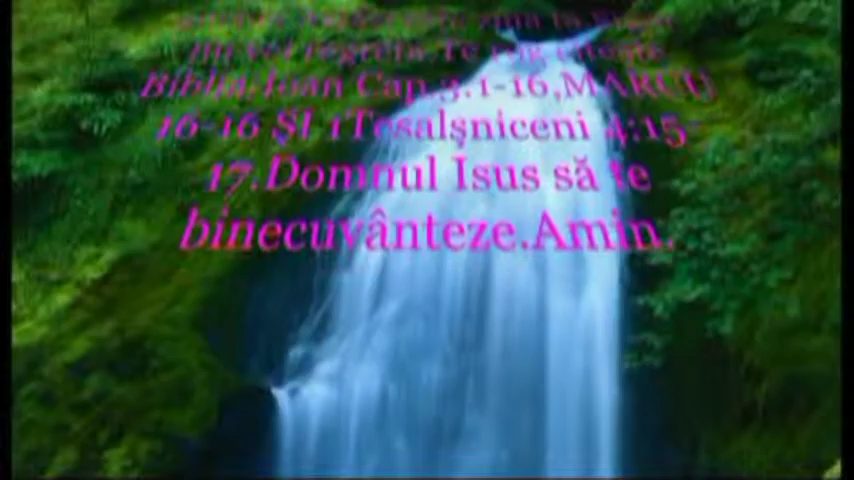 nu vei regreta.Te rog citeşte
Biblia:Ioan Cap.3.1-16,MARCU
16-16 ŞI 1Tesalşniceni 4:15-
17.Domnul Isus să te
binecuvânteze.Amin.